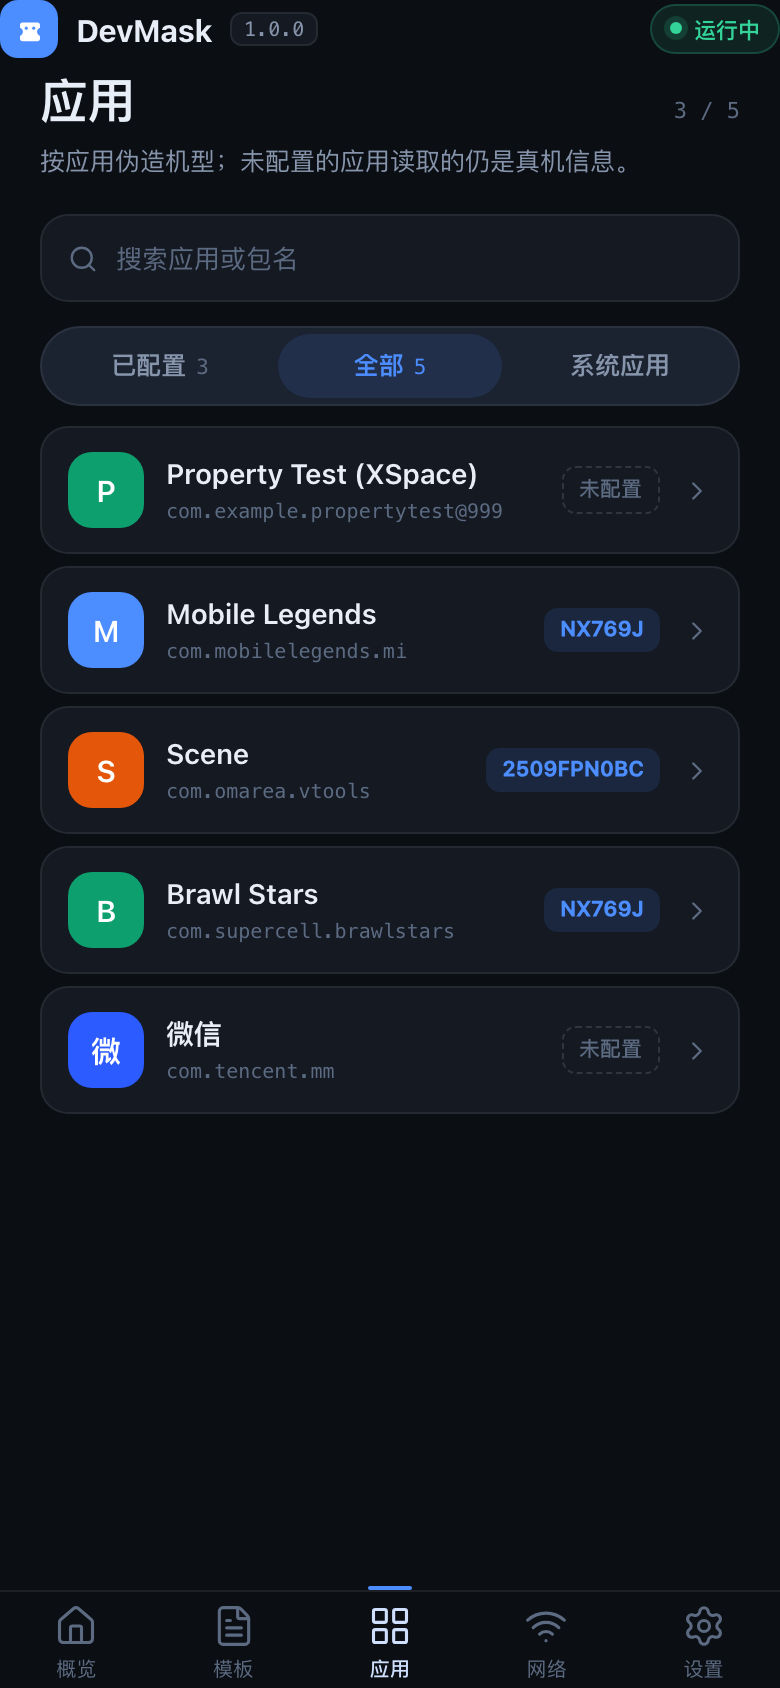 DevMask 1.0.0 运行中
应用 3 / 5
按应用伪造机型；未配置的应用读取的仍是真机信息。
搜索应用或包名
已配置 3 全部 5 系统应用
P Property Test (XSpace) 未配置
com.example.propertytest@999
M Mobile Legends NX769J
com.mobilelegends.mi
S Scene 2509FPN0BC
com.omarea.vtools
B Brawl Stars NX769J
com.supercell.brawlstars
微 微信 未配置
com.tencent.mm
概览 模板 应用 网络 设置